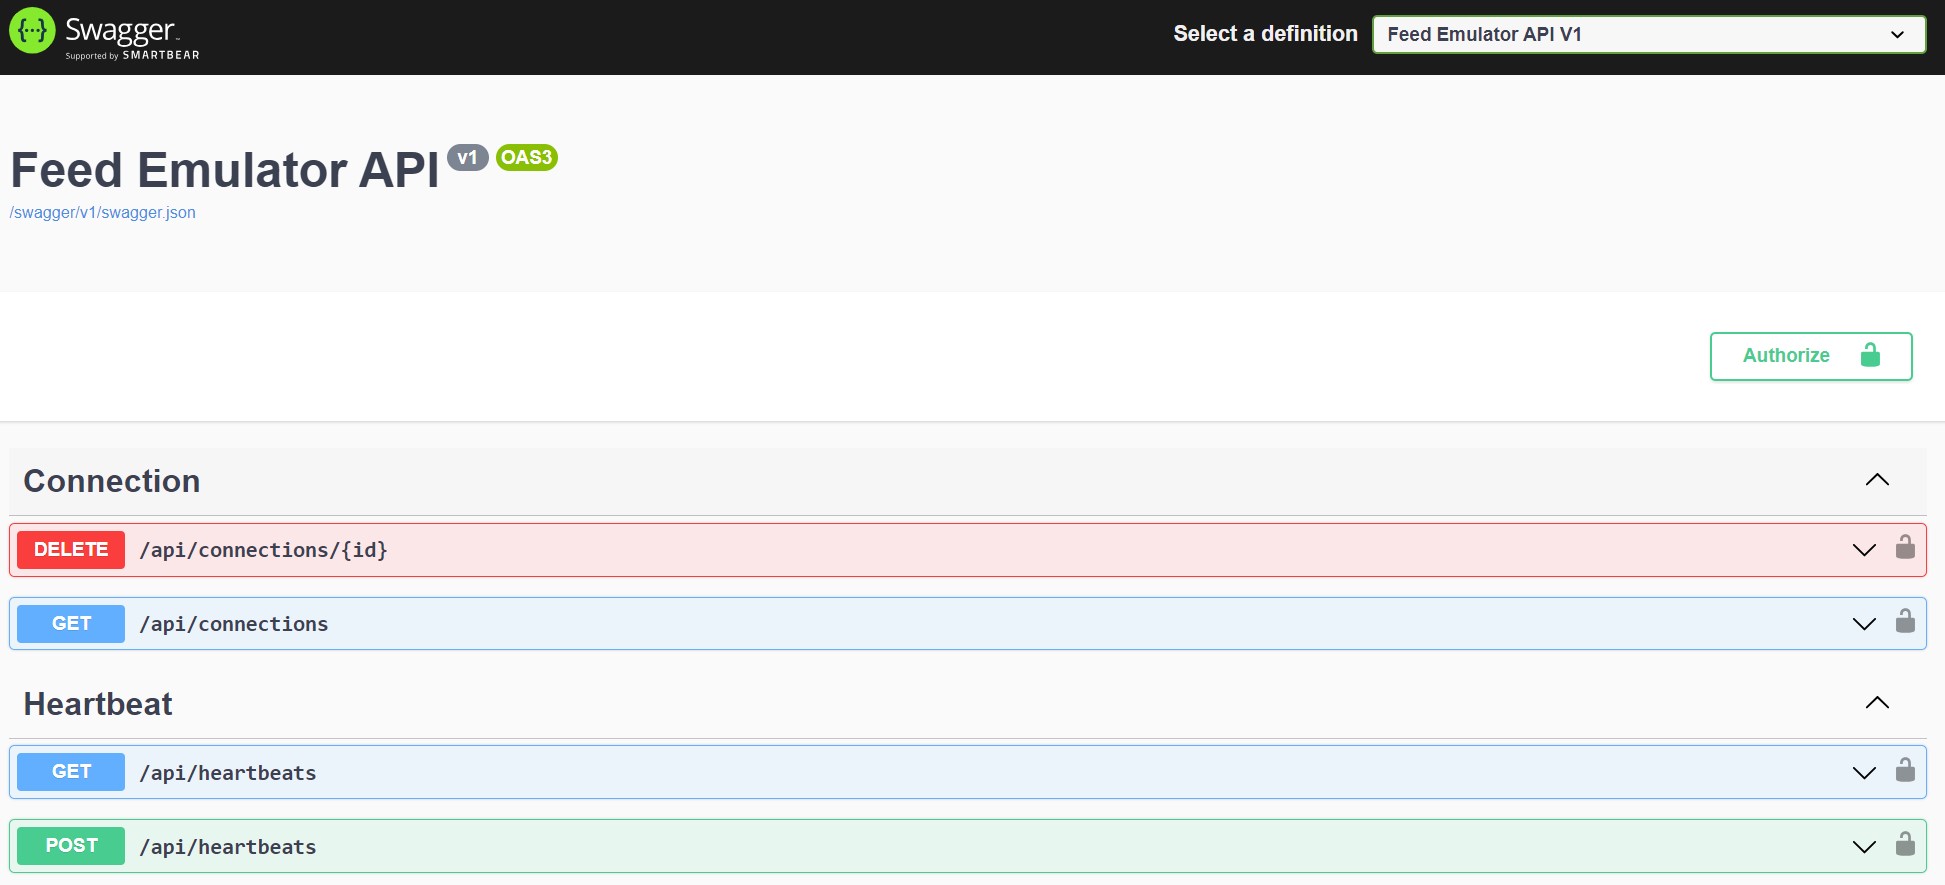 {···} Swagger
Supported by SMARTBEAR
Select a definition
Feed Emulator API V1
Feed Emulator API v1 OAS3
/swagger/v1/swagger.json
Authorize
Connection
DELETE /api/connections/{id}
GET /api/connections
Heartbeat
GET /api/heartbeats
POST /api/heartbeats